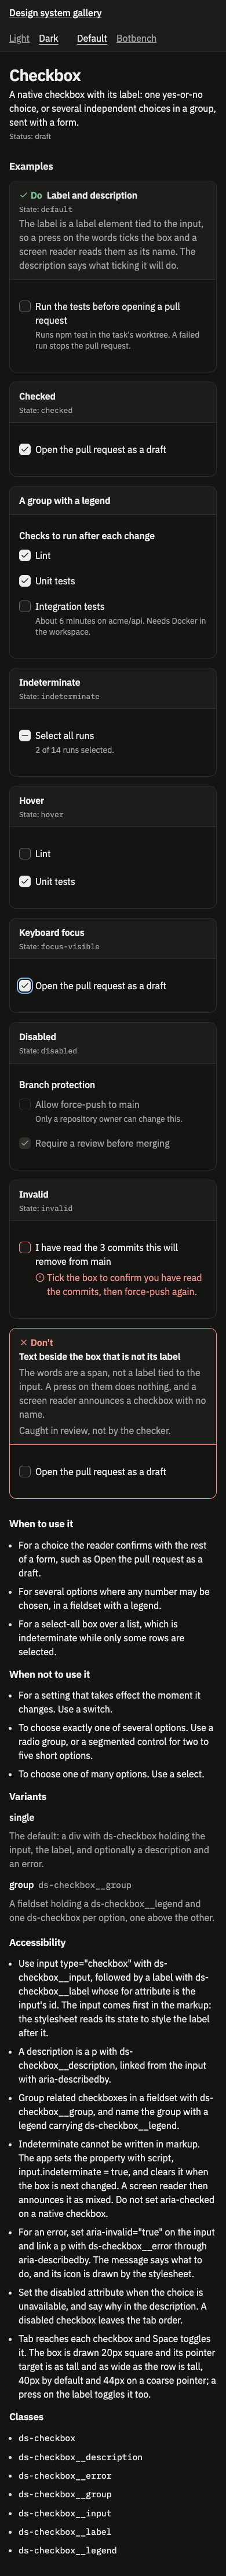 Design system gallery
Light Dark Default Botbench
Checkbox
A native checkbox with its label: one yes-or-no
choice, or several independent choices in a group,
sent with a form.
Status: draft
Examples
Do Label and description
State: default
The label is a label element tied to the input,
so a press on the words ticks the box and a
screen reader reads them as its name. The
description says what ticking it will do.
Run the tests before opening a pull
request
Runs npm test in the task's worktree. A failed
run stops the pull request.
Checked
State: checked
Open the pull request as a draft
A group with a legend
Checks to run after each change
Lint
Unit tests
Integration tests
About 6 minutes on acme/api. Needs Docker in
the workspace.
Indeterminate
State: indeterminate
Select all runs
2 of 14 runs selected.
Hover
State: hover
Lint
Unit tests
Keyboard focus
State: focus-visible
Open the pull request as a draft
Disabled
State: disabled
Branch protection
Allow force-push to main
Only a repository owner can change this.
Require a review before merging
Invalid
State: invalid
I have read the 3 commits this will
remove from main
Tick the box to confirm you have read
the commits, then force-push again.
Don't
Text beside the box that is not its label
The words are a span, not a label tied to the
input. A press on them does nothing, and a
screen reader announces a checkbox with no
name.
Caught in review, not by the checker.
Open the pull request as a draft
When to use it
• For a choice the reader confirms with the rest
of a form, such as Open the pull request as a
draft.
• For several options where any number may be
chosen, in a fieldset with a legend.
• For a select-all box over a list, which is
indeterminate while only some rows are
selected.
When not to use it
• For a setting that takes effect the moment it
changes. Use a switch.
• To choose exactly one of several options. Use a
radio group, or a segmented control for two to
five short options.
• To choose one of many options. Use a select.
Variants
single
The default: a div with ds-checkbox holding the
input, the label, and optionally a description and
an error.
group ds-checkbox__group
A fieldset holding a ds-checkbox__legend and
one ds-checkbox per option, one above the other.
Accessibility
• Use input type="checkbox" with ds-
checkbox__input, followed by a label with ds-
checkbox__label whose for attribute is the
input's id. The input comes first in the markup:
the stylesheet reads its state to style the label
after it.
• A description is a p with ds-
checkbox__description, linked from the input
with aria-describedby.
• Group related checkboxes in a fieldset with ds-
checkbox__group, and name the group with a
legend carrying ds-checkbox__legend.
• Indeterminate cannot be written in markup.
The app sets the property with script,
input.indeterminate = true, and clears it when
the box is next changed. A screen reader then
announces it as mixed. Do not set aria-checked
on a native checkbox.
• For an error, set aria-invalid="true" on the input
and link a p with ds-checkbox__error through
aria-describedby. The message says what to
do, and its icon is drawn by the stylesheet.
• Set the disabled attribute when the choice is
unavailable, and say why in the description. A
disabled checkbox leaves the tab order.
• Tab reaches each checkbox and Space toggles
it. The box is drawn 20px square and its pointer
target is as tall and as wide as the row is tall,
40px by default and 44px on a coarse pointer; a
press on the label toggles it too.
Classes
• ds-checkbox
• ds-checkbox__description
• ds-checkbox__error
• ds-checkbox__group
• ds-checkbox__input
• ds-checkbox__label
• ds-checkbox__legend